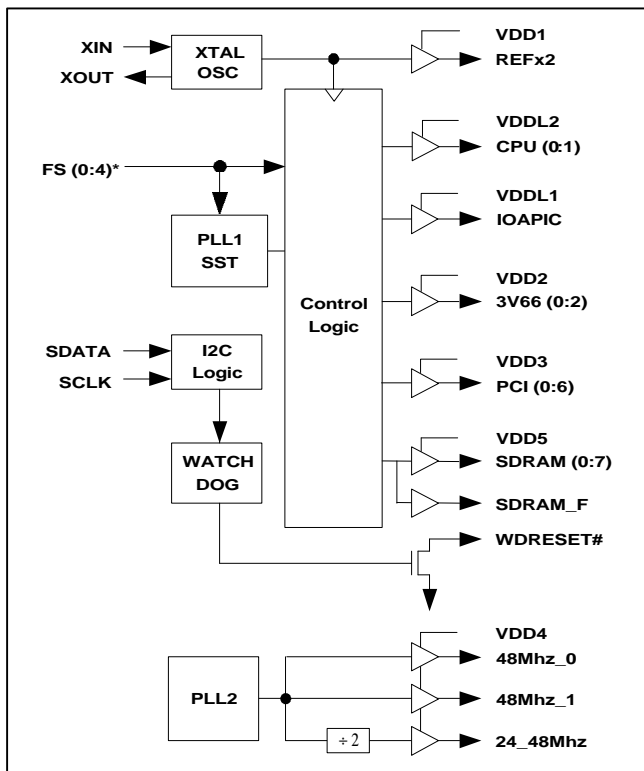 XIN
XOUT
XTAL
OSC
VDD1
REFx2
VDDL2
CPU (0:1)
FS (0:4)*
VDDL1
IOAPIC
PLL1
SST
Control
Logic
VDD2
3V66 (0:2)
SDATA
SCLK
I2C
Logic
VDD3
PCI (0:6)
WATCH
DOG
VDD5
SDRAM (0:7)
SDRAM_F
WDRESET#
VDD4
48Mhz_0
PLL2
48Mhz_1
÷ 2
24_48Mhz